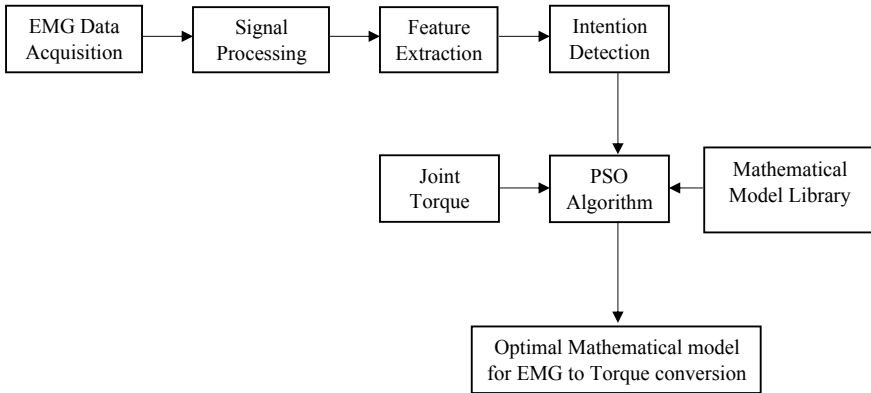 EMG Data
Acquisition
Signal
Processing
Feature
Extraction
Intention
Detection
Joint
Torque
PSO
Algorithm
Mathematical
Model Library
Optimal Mathematical model
for EMG to Torque conversion